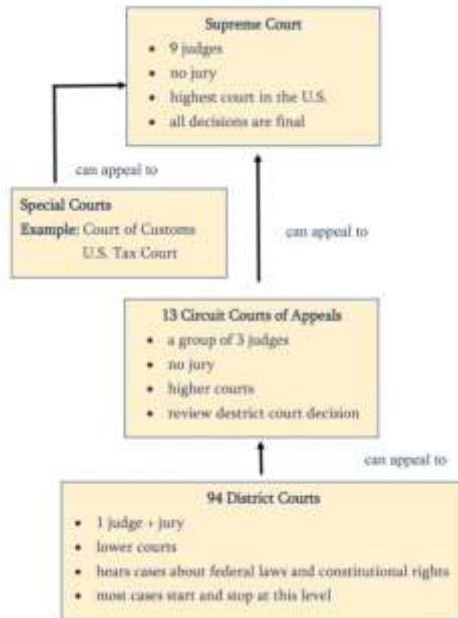 Supreme Court
• 9 judges
• no jury
• highest court in the U.S.
• all decisions are final
can appeal to
Special Courts
Example: Court of Customs
U.S. Tax Court
can appeal to
13 Circuit Courts of Appeals
• a group of 3 judges
• no jury
• higher courts
• review destrict court decision
can appeal to
94 District Courts
• 1 judge + jury
• lower courts
• hears cases about federal laws and constitutional rights
• most cases start and stop at this level